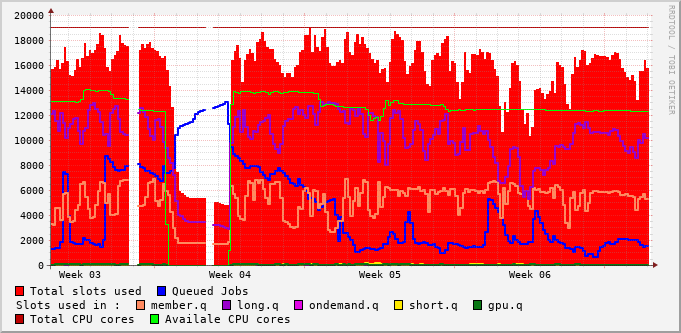 20000
18000
16000
14000
12000
10000
8000
6000
4000
2000
0
Week 03 Week 04 Week 05 Week 06
Total slots used Queued Jobs
Slots used in : member.q long.q ondemand.q short.q gpu.q
Total CPU cores Availale CPU cores
RRDTOOL / TOBI OETIKER